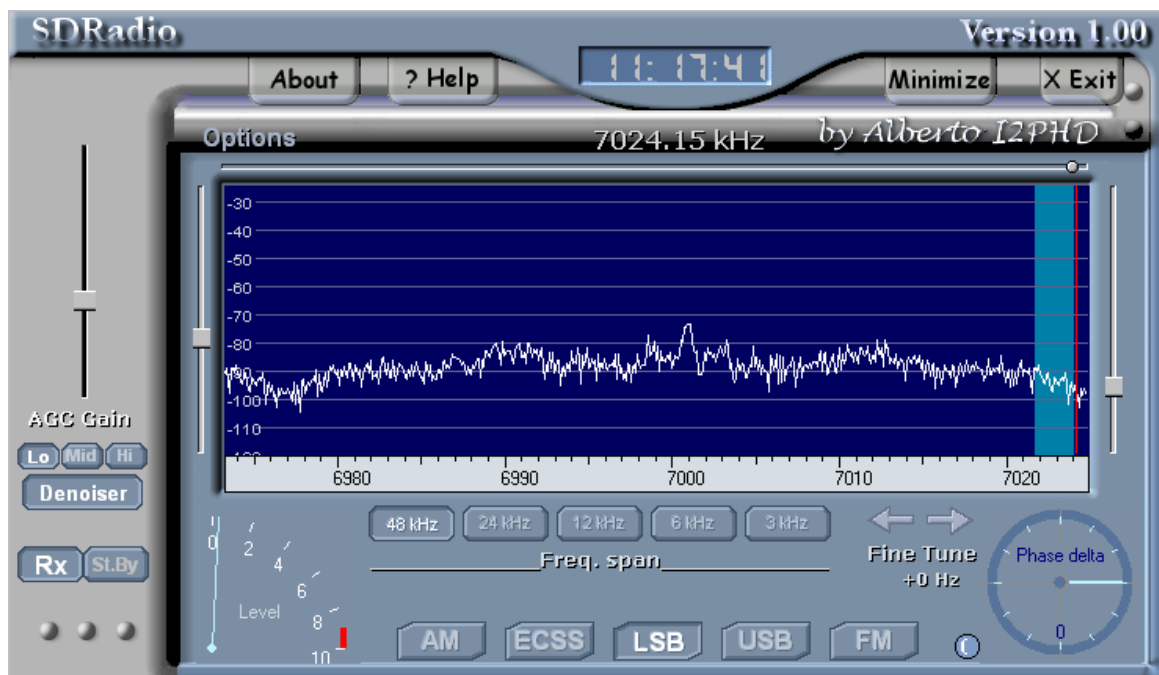 SDRadio Version 1.00
11:17:41
About ? Help Minimize X Exit
Options 7024.15 kHz by Alberto I2PHD
-30
-40
-50
-60
-70
-80
-90
-100
-110
6980 6990 7000 7010 7020
AGC Gain
Lo Mid Hi
Denoiser
Rx St.By
48 kHz 24 kHz 12 kHz 6 kHz 3 kHz
Freq. span
Fine Tune
+0 Hz
Phase delta
0
0 2 4 6 8 10
Level
AM ECSS LSB USB FM
C